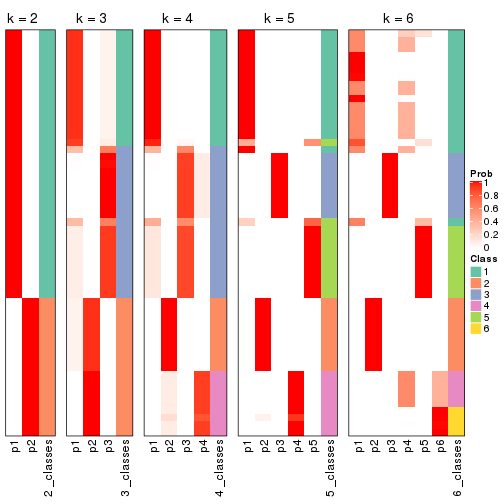 k = 2
k = 3
k = 4
k = 5
k = 6
p1
p2
2_classes
p1
p2
p3
3_classes
p1
p2
p3
p4
4_classes
p1
p2
p3
p4
p5
5_classes
p1
p2
p3
p4
p5
p6
6_classes
Prob
1
0.8
0.6
0.4
0.2
0
Class
1
2
3
4
5
6